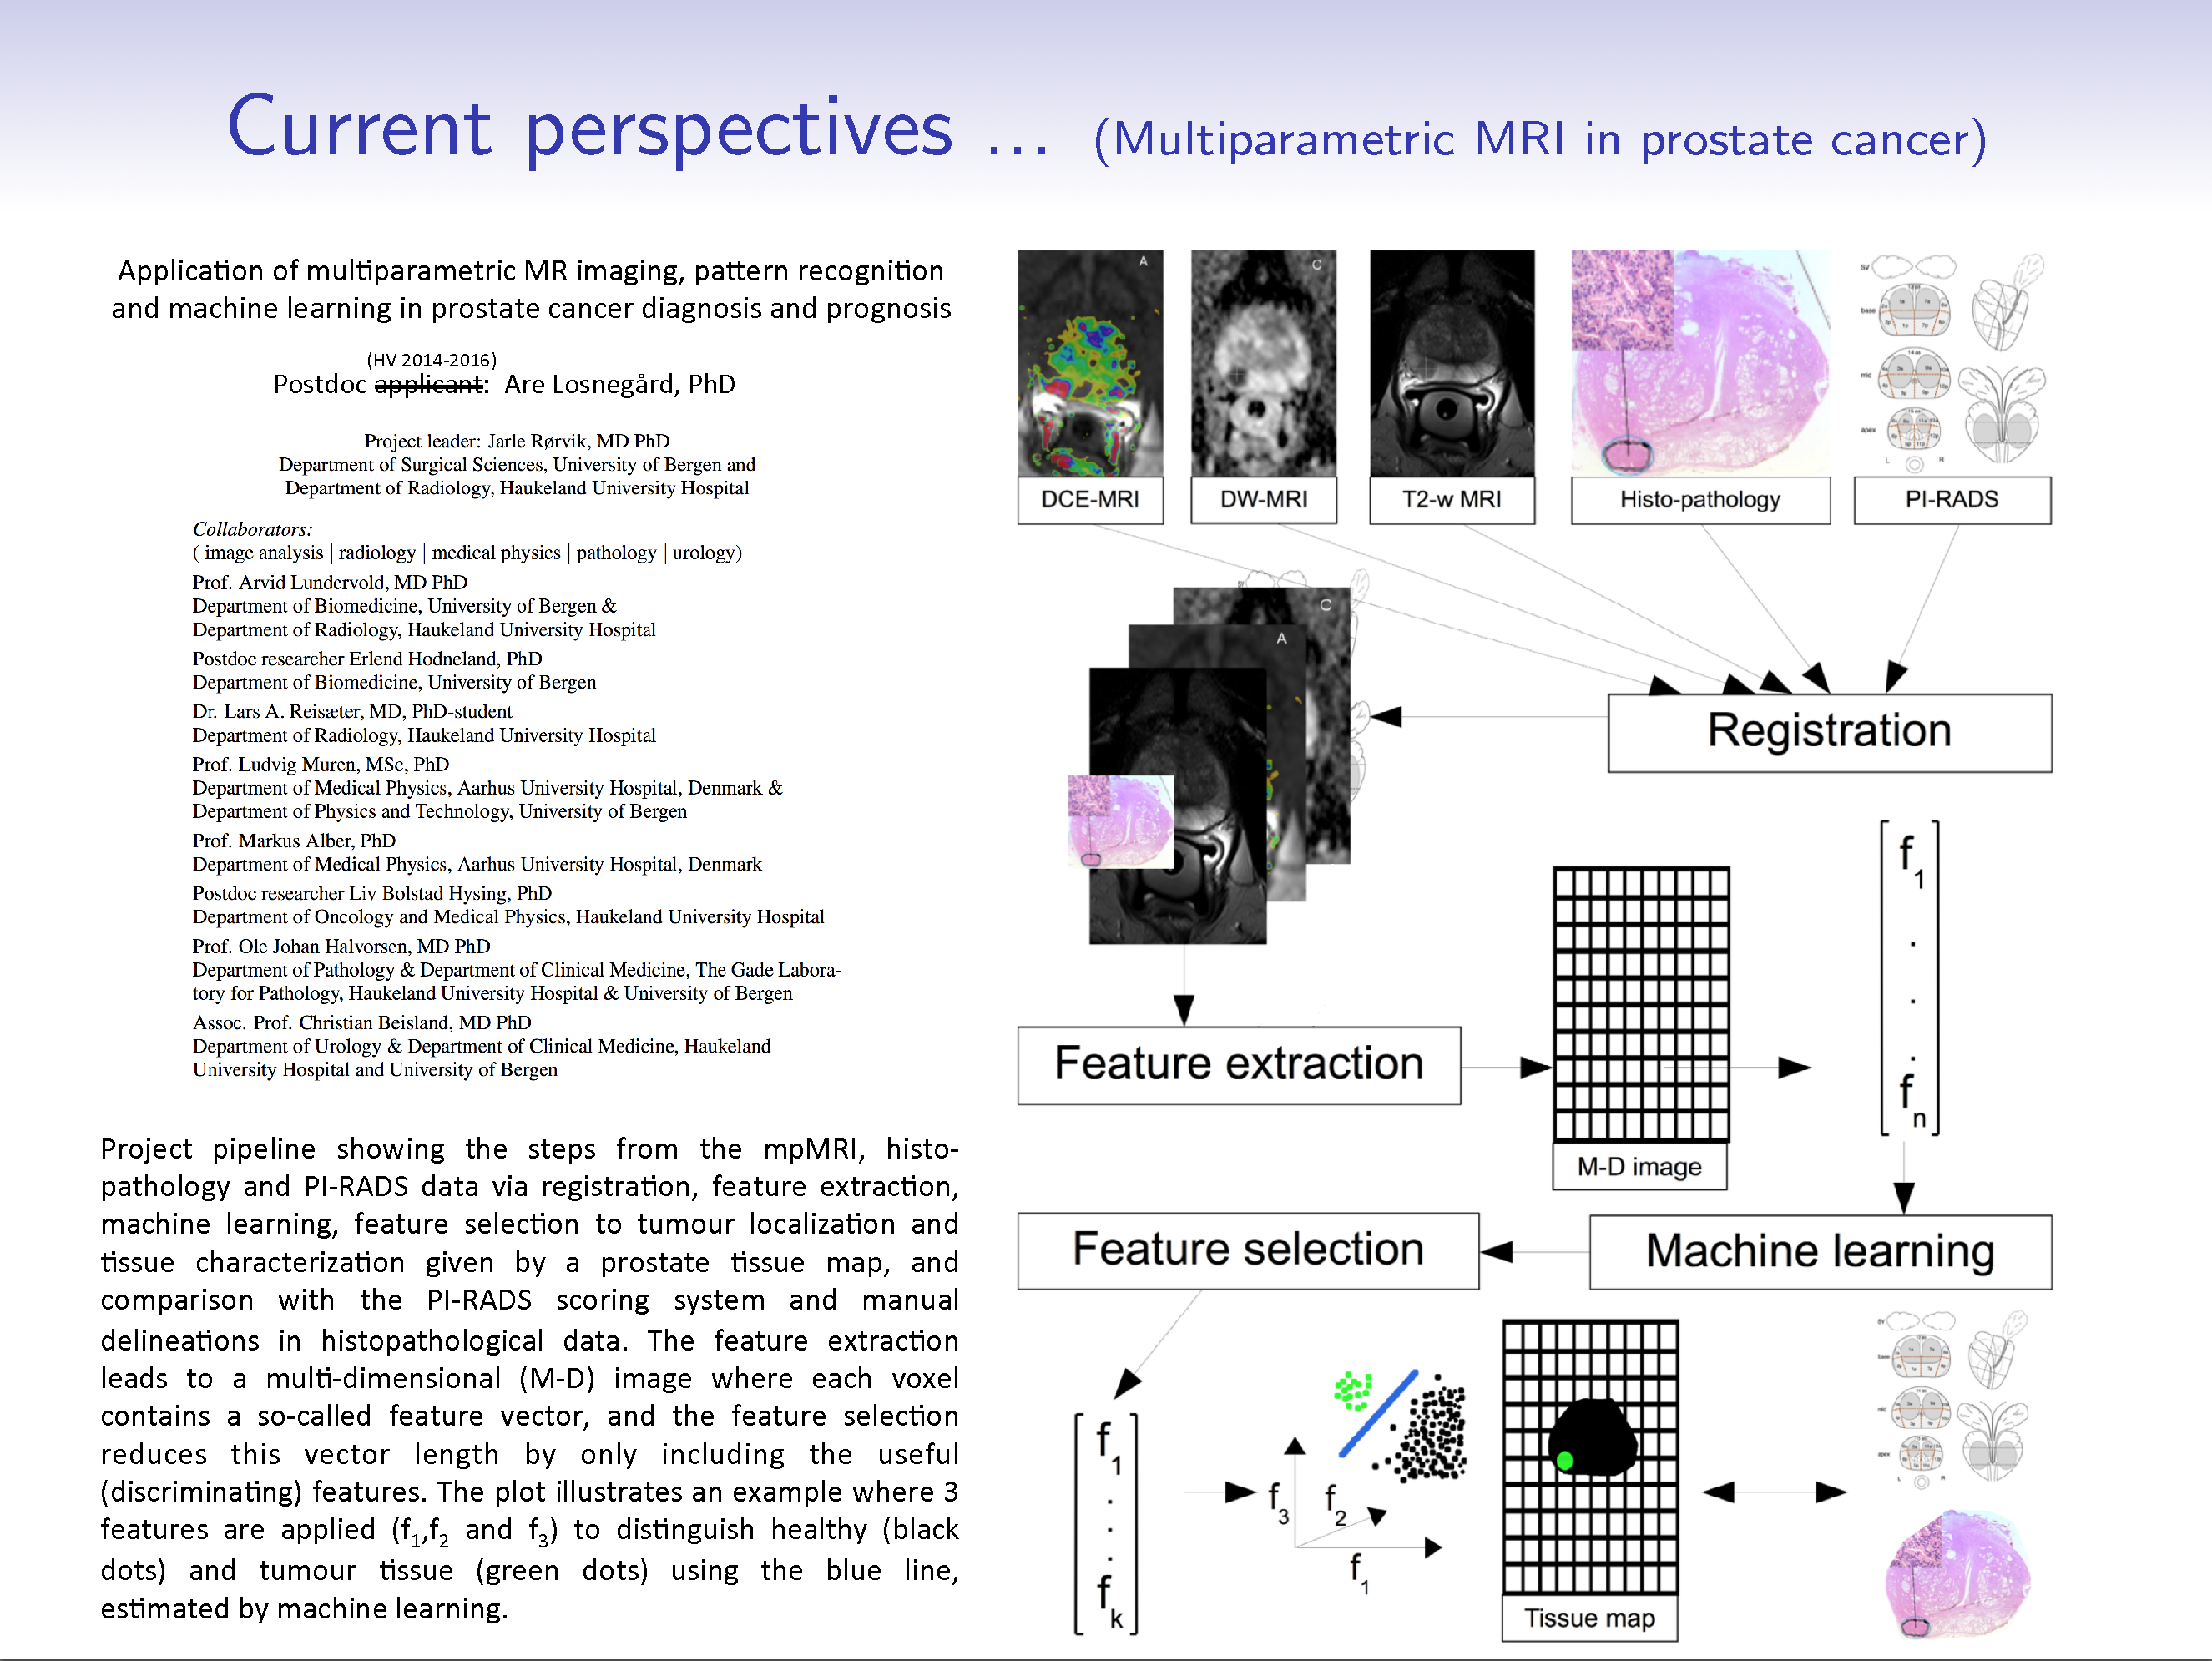 Current perspectives ... (Multiparametric MRI in prostate cancer)
Application of multiparametric MR imaging, pattern recognition
and machine learning in prostate cancer diagnosis and prognosis
(HV 2014-2016)
Postdoc applicant: Are Losnegård, PhD
Project leader: Jarle Rørvik, MD PhD
Department of Surgical Sciences, University of Bergen and
Department of Radiology, Haukeland University Hospital
Collaborators:
( image analysis | radiology | medical physics | pathology | urology)
Prof. Arvid Lundervold, MD PhD
Department of Biomedicine, University of Bergen &
Department of Radiology, Haukeland University Hospital
Postdoc researcher Erlend Hodneland, PhD
Department of Biomedicine, University of Bergen
Dr. Lars A. Reisæter, MD, PhD-student
Department of Radiology, Haukeland University Hospital
Prof. Ludvig Muren, MSc, PhD
Department of Medical Physics, Aarhus University Hospital, Denmark &
Department of Physics and Technology, University of Bergen
Prof. Markus Alber, PhD
Department of Medical Physics, Aarhus University Hospital, Denmark
Postdoc researcher Liv Bolstad Hysing, PhD
Department of Oncology and Medical Physics, Haukeland University Hospital
Prof. Ole Johan Halvorsen, MD PhD
Department of Pathology & Department of Clinical Medicine, The Gade Labora-
tory for Pathology, Haukeland University Hospital & University of Bergen
Assoc. Prof. Christian Beisland, MD PhD
Department of Urology & Department of Clinical Medicine, Haukeland
University Hospital and University of Bergen
Project pipeline showing the steps from the mpMRI, histo-
pathology and PI-RADS data via registration, feature extraction,
machine learning, feature selection to tumour localization and
tissue characterization given by a prostate tissue map, and
comparison with the PI-RADS scoring system and manual
delineations in histopathological data. The feature extraction
leads to a multi-dimensional (M-D) image where each voxel
contains a so-called feature vector, and the feature selection
reduces this vector length by only including the useful
(discriminating) features. The plot illustrates an example where 3
features are applied (f1,f2 and f3) to distinguish healthy (black
dots) and tumour tissue (green dots) using the blue line,
estimated by machine learning.
A
C
SV
base
mid
apex
L R
DCE-MRI
DW-MRI
T2-w MRI
Histo-pathology
PI-RADS
C
A
Registration
f1
.
.
.
fn
Feature extraction
M-D image
Feature selection
Machine learning
f1
.
.
.
fk
f3
f2
f1
Tissue map
SV
base
mid
apex
L R